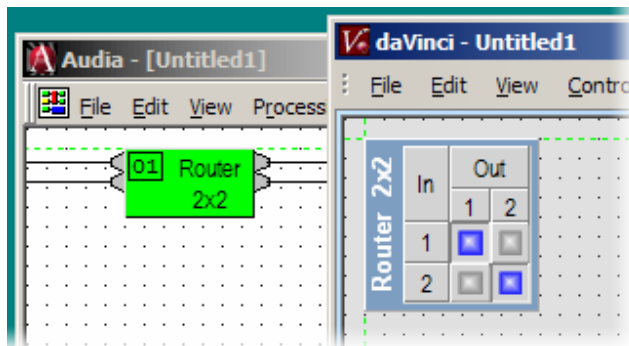 Audia - [Untitled1]
File Edit View Process
01 Router
2x2
daVinci - Untitled1
File Edit View Contro
Router 2x2
In Out
1 2
1
2